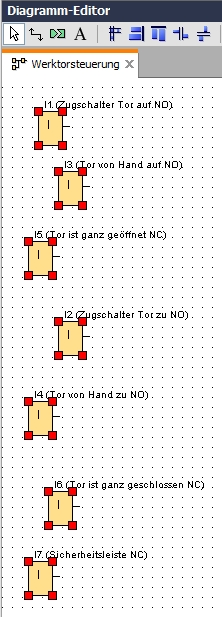 Diagramm-Editor
A
Werktorsteuerung
I1 (Zugschalter Tor auf NO)
I
I3 (Tor von Hand auf NO)
I
I5 (Tor ist ganz geöffnet NC)
I
I2 (Zugschalter Tor zu NO)
I
I4 (Tor von Hand zu NO)
I
I6 (Tor ist ganz geschlossen NC)
I
I7 (Sicherheitsleiste NC)
I